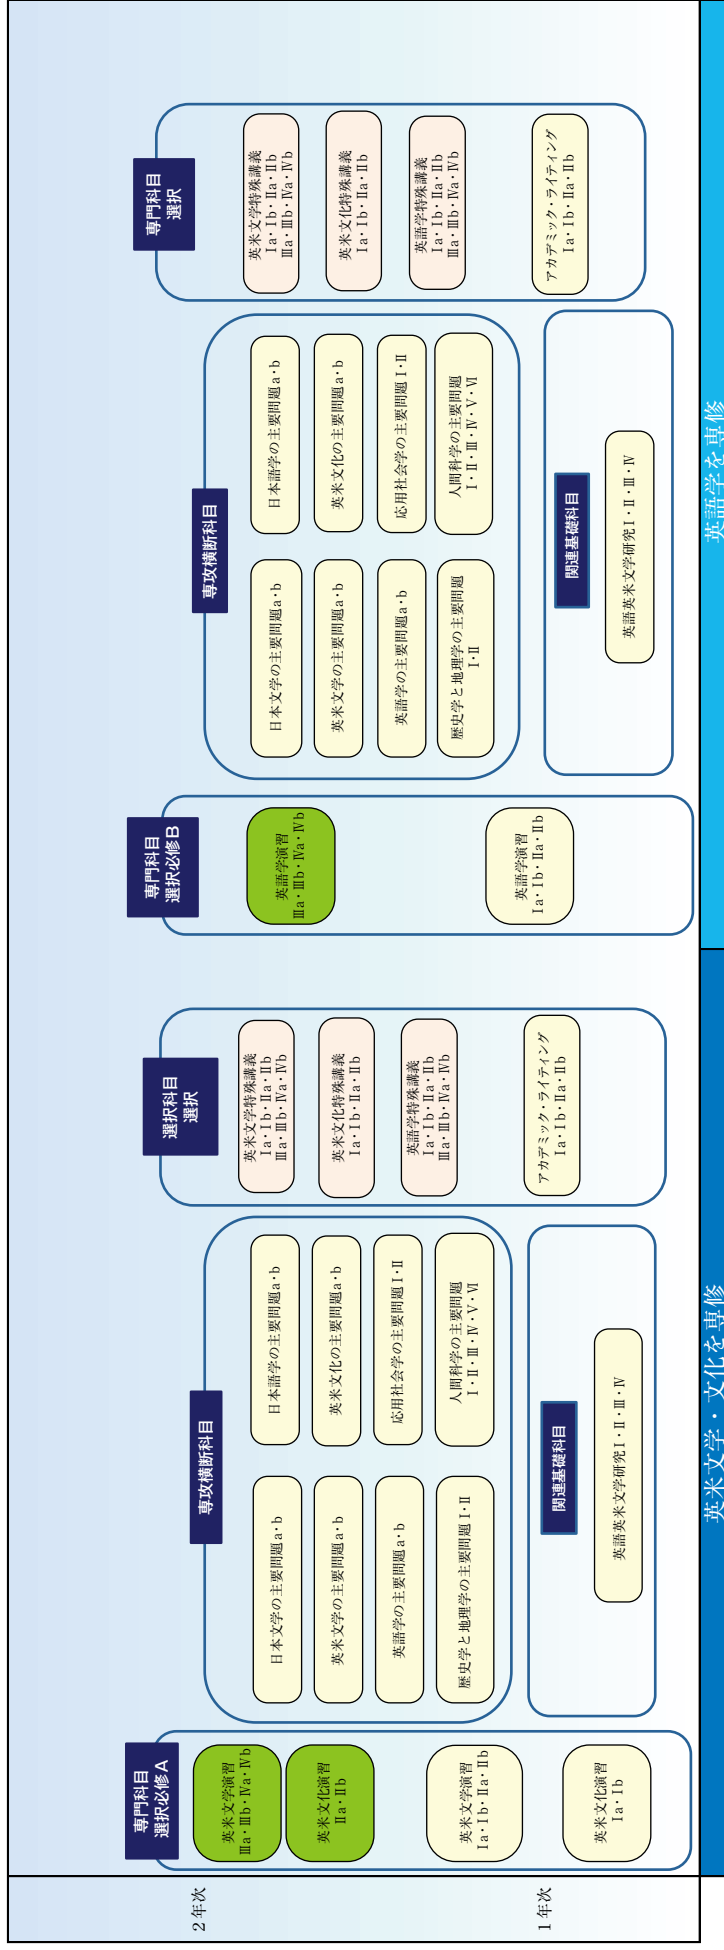 2年次
1年次
専門科目
選択必修A
英米文学演習
Ⅲa・Ⅲb・Ⅳa・Ⅳb
英米文化演習
Ⅱa・Ⅱb
英米文学演習
Ⅰa・Ⅰb・Ⅱa・Ⅱb
英米文化演習
Ⅰa・Ⅰb
専攻横断科目
日本文学の主要問題a・b
日本語学の主要問題a・b
英米文学の主要問題a・b
英米文化の主要問題a・b
英語学の主要問題a・b
応用社会学の主要問題Ⅰ・Ⅱ
歴史学と地理学の主要問題Ⅰ・Ⅱ
人間科学の主要問題
Ⅰ・Ⅱ・Ⅲ・Ⅳ・Ⅴ・Ⅵ
関連基礎科目
英語英米文学研究Ⅰ・Ⅱ・Ⅲ・Ⅳ
選択科目
選択
英米文学特殊講義
Ⅰa・Ⅰb・Ⅱa・Ⅱb
Ⅲa・Ⅲb・Ⅳa・Ⅳb
英米文化特殊講義
Ⅰa・Ⅰb・Ⅱa・Ⅱb
英語学特殊講義
Ⅰa・Ⅰb・Ⅱa・Ⅱb
Ⅲa・Ⅲb・Ⅳa・Ⅳb
アカデミック・ライティング
Ⅰa・Ⅰb・Ⅱa・Ⅱb
英米文学・文化を専修
専門科目
選択必修B
英語学演習
Ⅲa・Ⅲb・Ⅳa・Ⅳb
英語学演習
Ⅰa・Ⅰb・Ⅱa・Ⅱb
専攻横断科目
日本文学の主要問題a・b
日本語学の主要問題a・b
英米文学の主要問題a・b
英米文化の主要問題a・b
英語学の主要問題a・b
応用社会学の主要問題Ⅰ・Ⅱ
歴史学と地理学の主要問題
Ⅰ・Ⅱ
人間科学の主要問題
Ⅰ・Ⅱ・Ⅲ・Ⅳ・Ⅴ・Ⅵ
関連基礎科目
英語英米文学研究Ⅰ・Ⅱ・Ⅲ・Ⅳ
専門科目
選択
英米文学特殊講義
Ⅰa・Ⅰb・Ⅱa・Ⅱb
Ⅲa・Ⅲb・Ⅳa・Ⅳb
英米文化特殊講義
Ⅰa・Ⅰb・Ⅱa・Ⅱb
英語学特殊講義
Ⅰa・Ⅰb・Ⅱa・Ⅱb
Ⅲa・Ⅲb・Ⅳa・Ⅳb
アカデミック・ライティング
Ⅰa・Ⅰb・Ⅱa・Ⅱb
英語学を専修